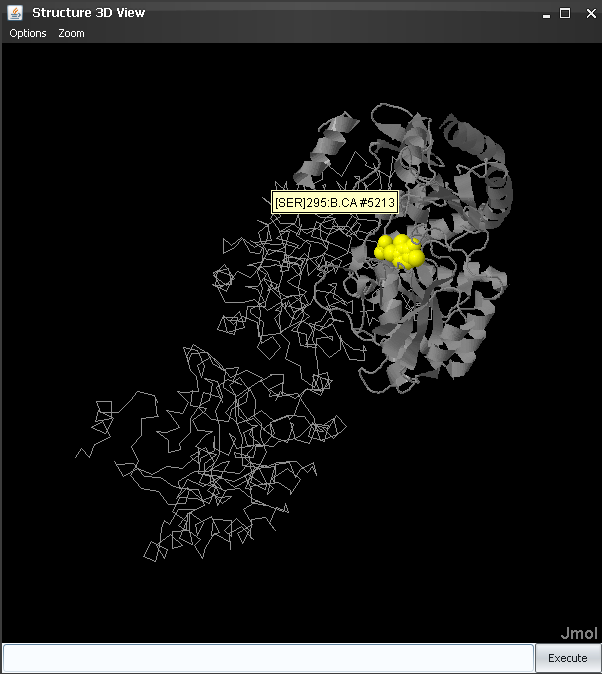 Structure 3D View
Options Zoom
[SER]295:B.CA #5213
Jmol
Execute